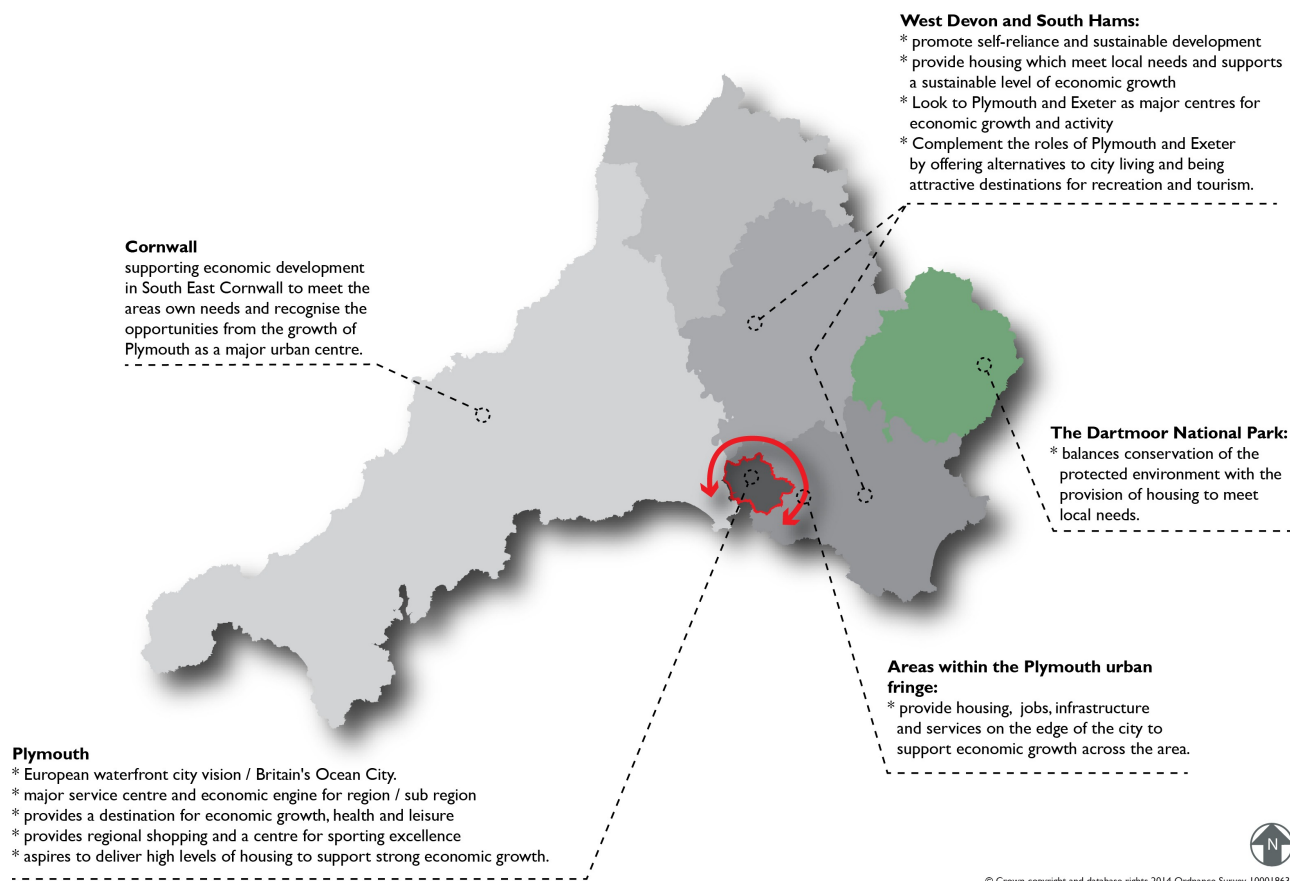 West Devon and South Hams:
* promote self-reliance and sustainable development
* provide housing which meet local needs and supports
a sustainable level of economic growth
* Look to Plymouth and Exeter as major centres for
economic growth and activity
* Complement the roles of Plymouth and Exeter
by offering alternatives to city living and being
attractive destinations for recreation and tourism.
Cornwall
supporting economic development
in South East Cornwall to meet the
areas own needs and recognise the
opportunities from the growth of
Plymouth as a major urban centre.
The Dartmoor National Park:
* balances conservation of the
protected environment with the
provision of housing to meet
local needs.
Areas within the Plymouth urban
fringe:
* provide housing, jobs, infrastructure
and services on the edge of the city to
support economic growth across the area.
Plymouth
* European waterfront city vision / Britain's Ocean City.
* major service centre and economic engine for region / sub region
* provides a destination for economic growth, health and leisure
* provides regional shopping and a centre for sporting excellence
* aspires to deliver high levels of housing to support strong economic growth.
N
© Crown copyright and database rights 2014 Ordnance Survey